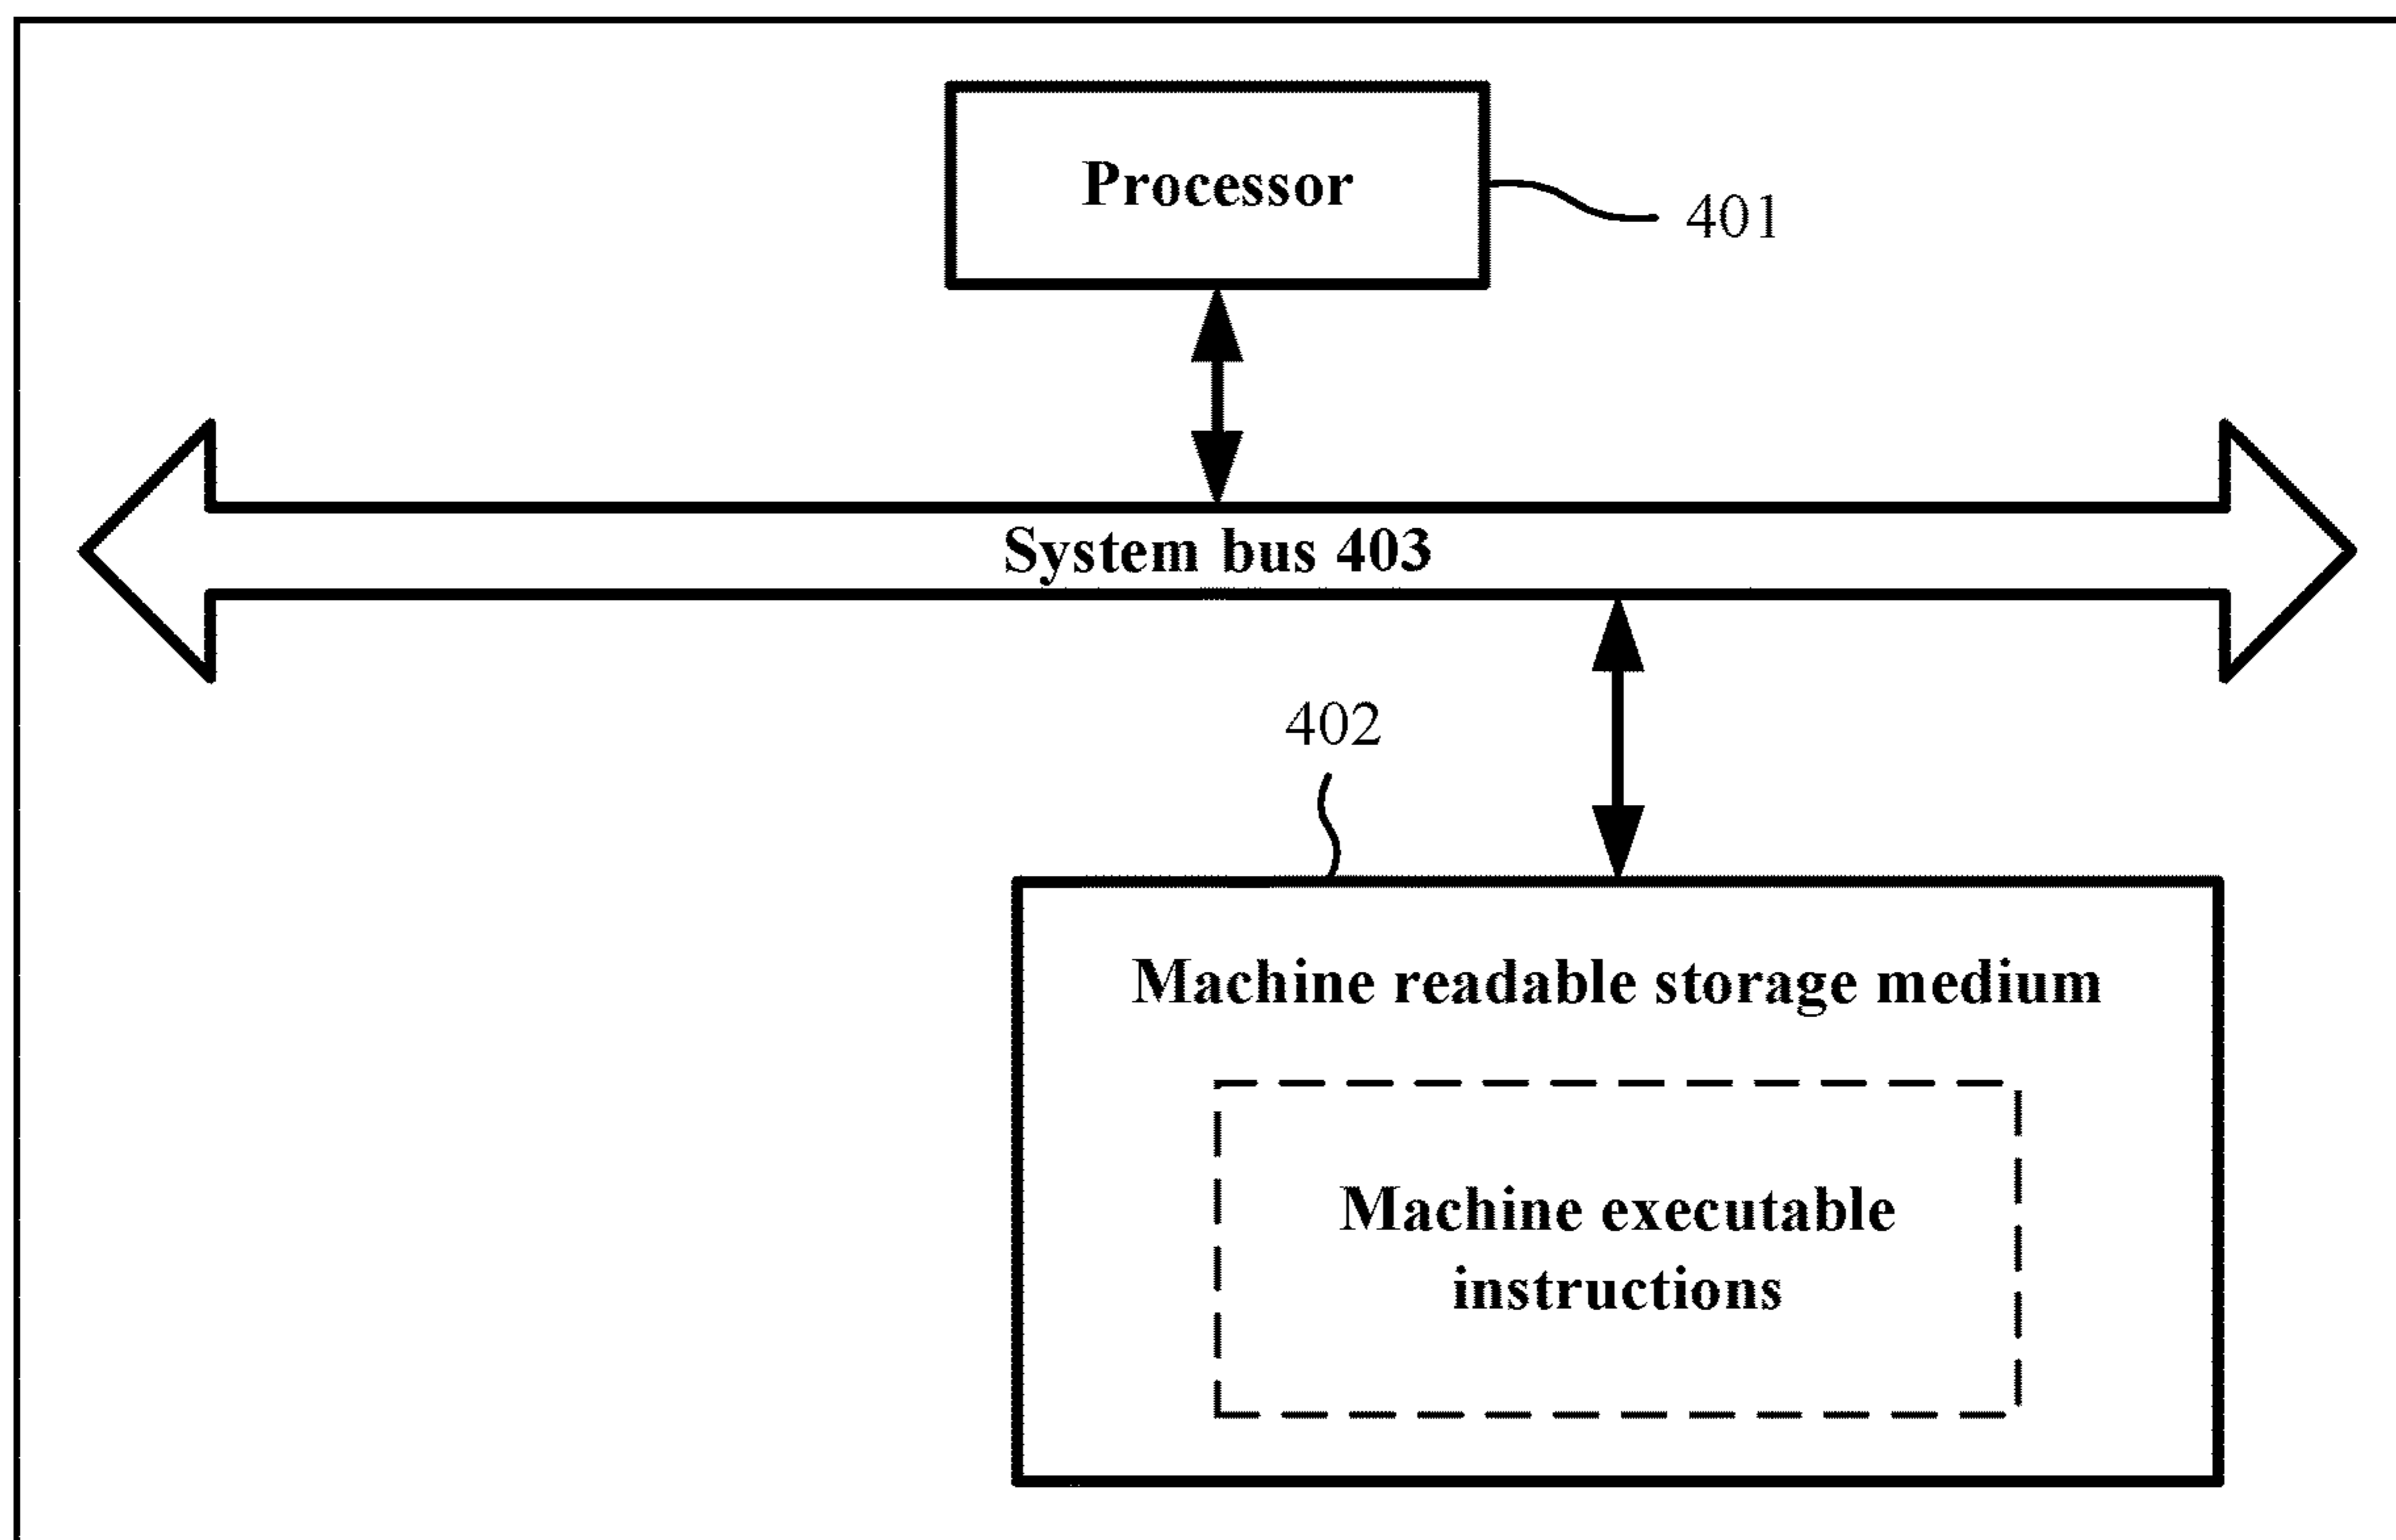 Processor
401
System bus 403
402
Machine readable storage medium
Machine executable
instructions